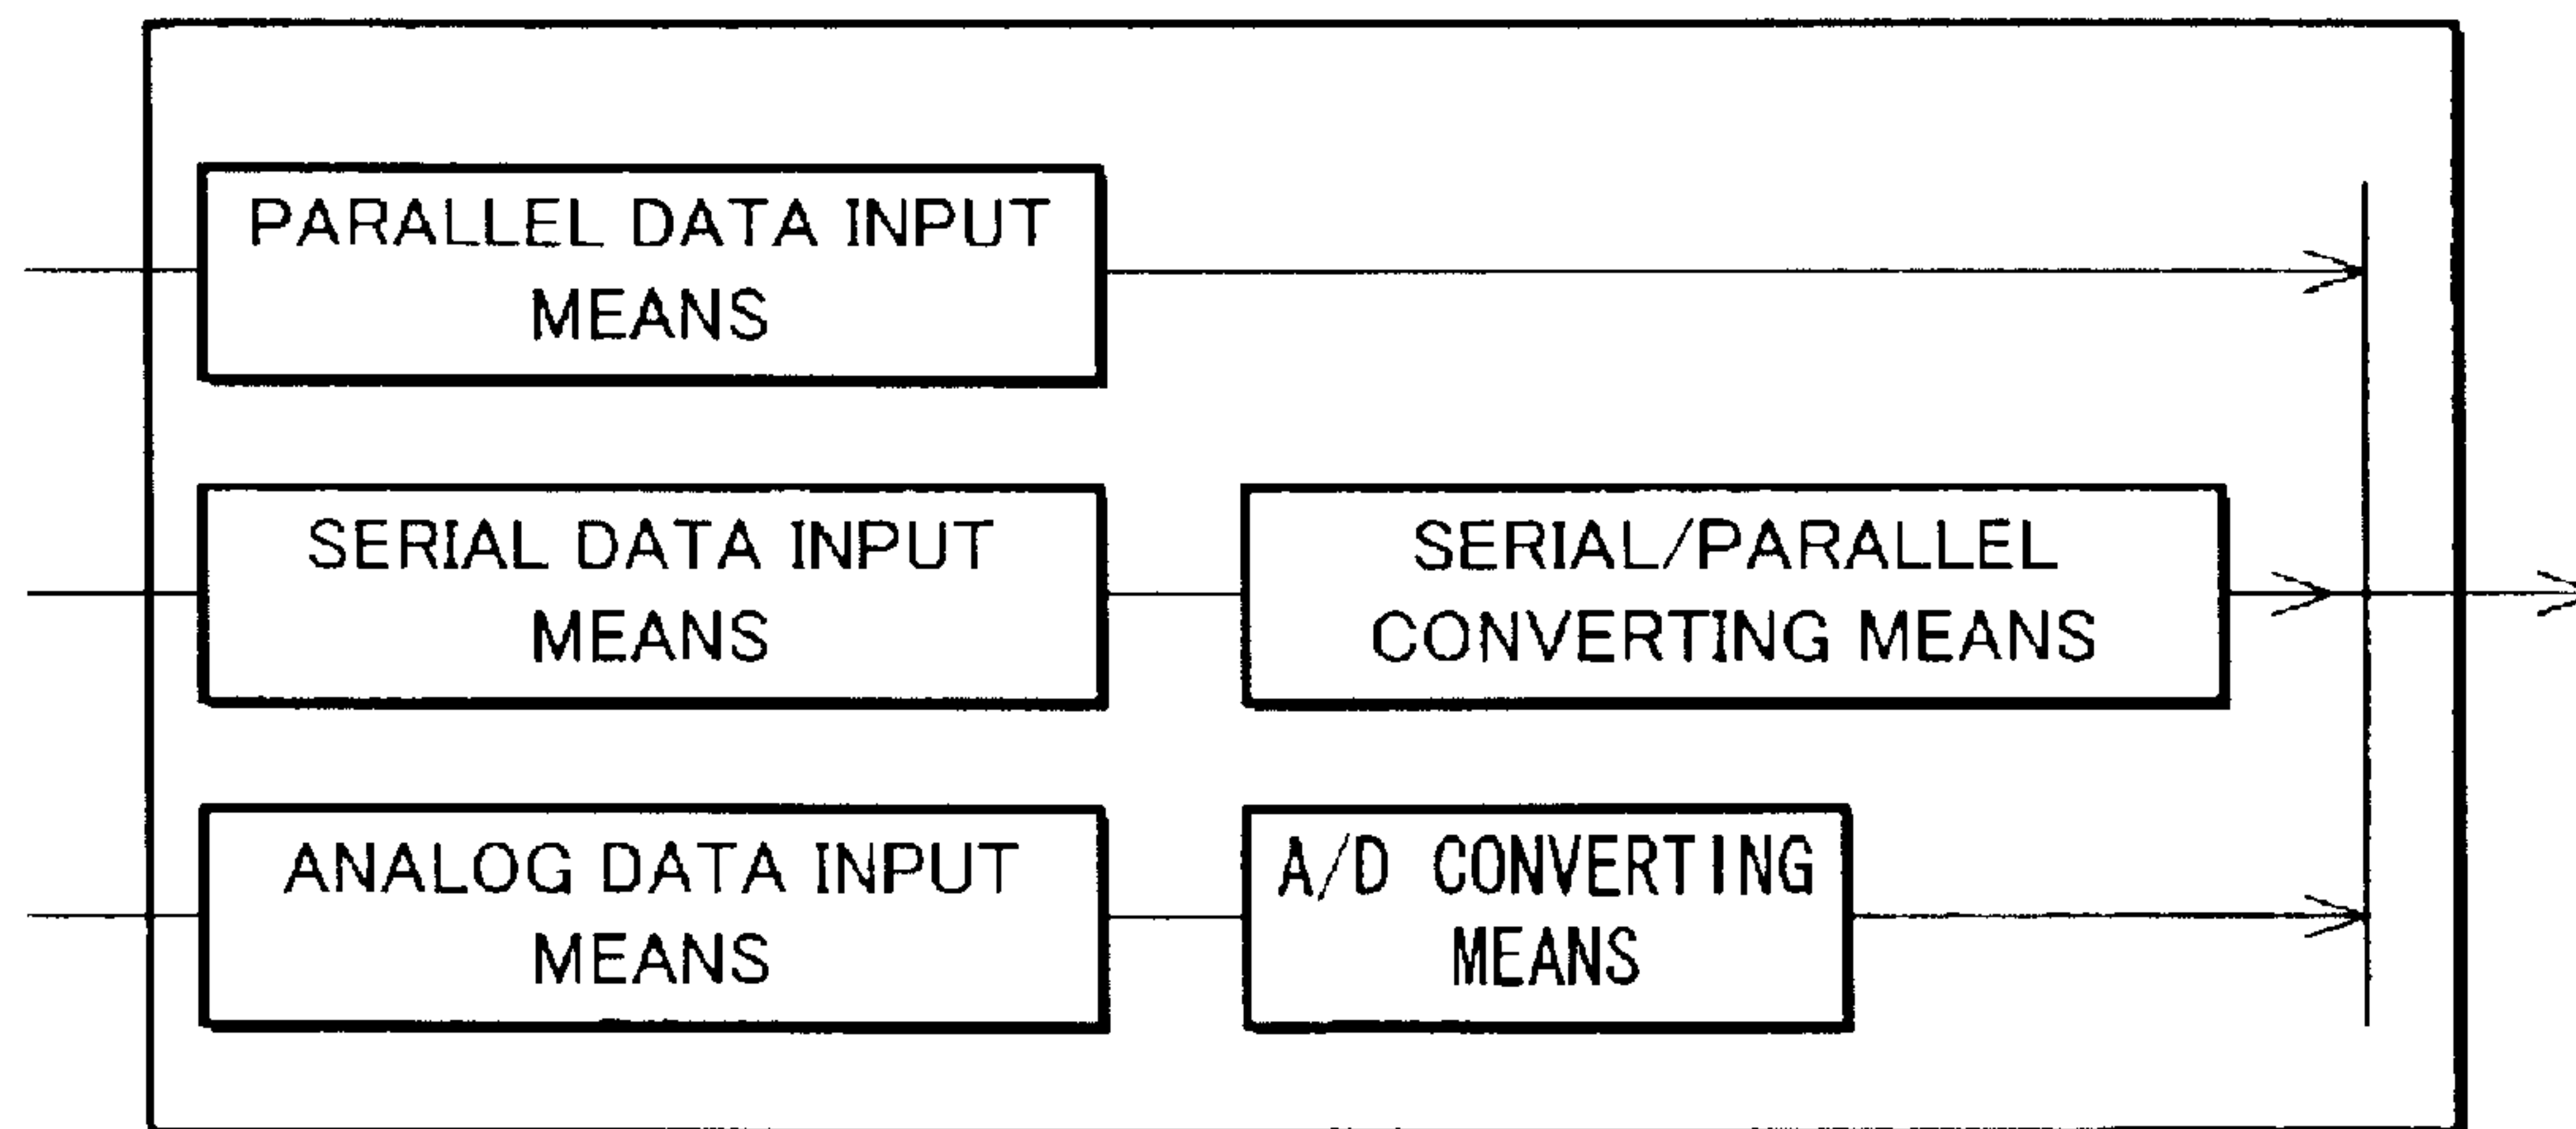 PARALLEL DATA INPUT
MEANS
SERIAL DATA INPUT
MEANS
SERIAL/PARALLEL
CONVERTING MEANS
ANALOG DATA INPUT
MEANS
A/D CONVERTING
MEANS